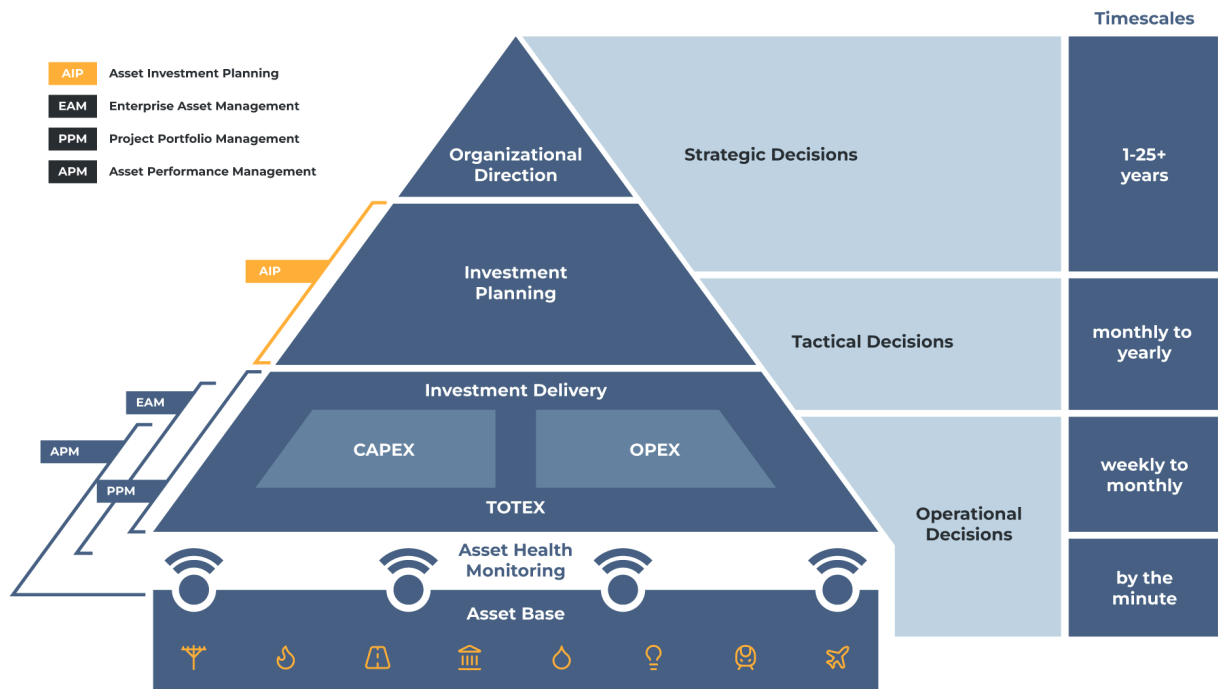 Timescales
AIP Asset Investment Planning
EAM Enterprise Asset Management
PPM Project Portfolio Management
APM Asset Performance Management
Organizational
Direction
Strategic Decisions
1-25+
years
AIP
Investment
Planning
Tactical Decisions
monthly to
yearly
EAM
APM
PPM
Investment Delivery
CAPEX
OPEX
TOTEX
weekly to
monthly
Operational
Decisions
Asset Health
Monitoring
by the
minute
Asset Base